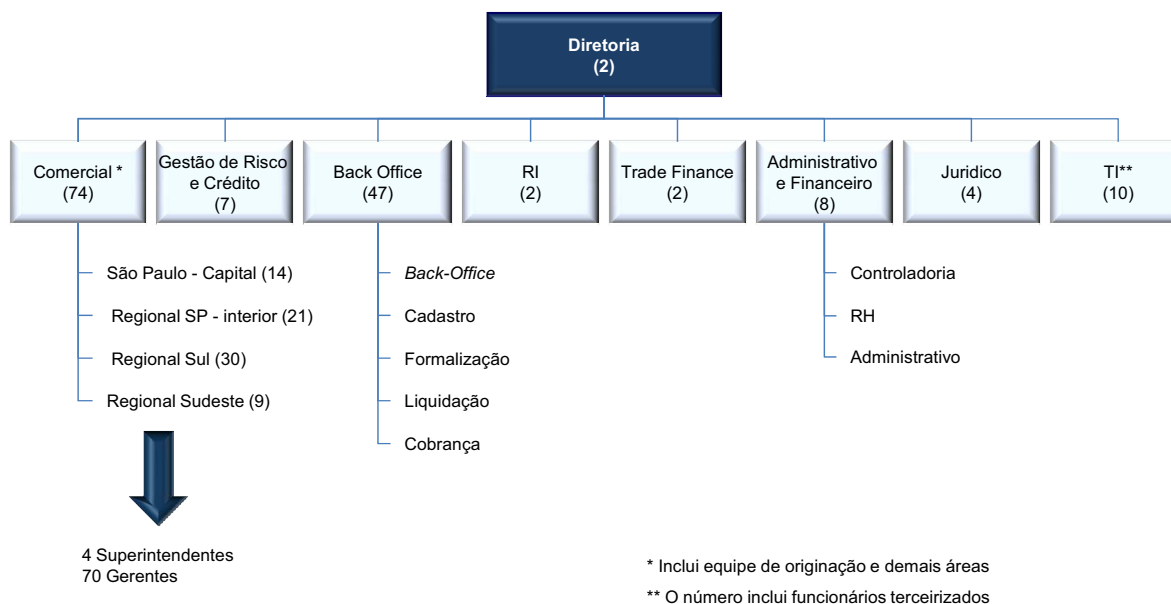 Diretoria
(2)
Comercial *
(74)
Gestão de Risco
e Crédito
(7)
Back Office
(47)
RI
(2)
Trade Finance
(2)
Administrativo
e Financeiro
(8)
Juridico
(4)
TI**
(10)
São Paulo - Capital (14)
Regional SP - interior (21)
Regional Sul (30)
Regional Sudeste (9)
Back-Office
Cadastro
Formalização
Liquidação
Cobrança
Controladoria
RH
Administrativo
4 Superintendentes
70 Gerentes
* Inclui equipe de originação e demais áreas
** O número inclui funcionários terceirizados